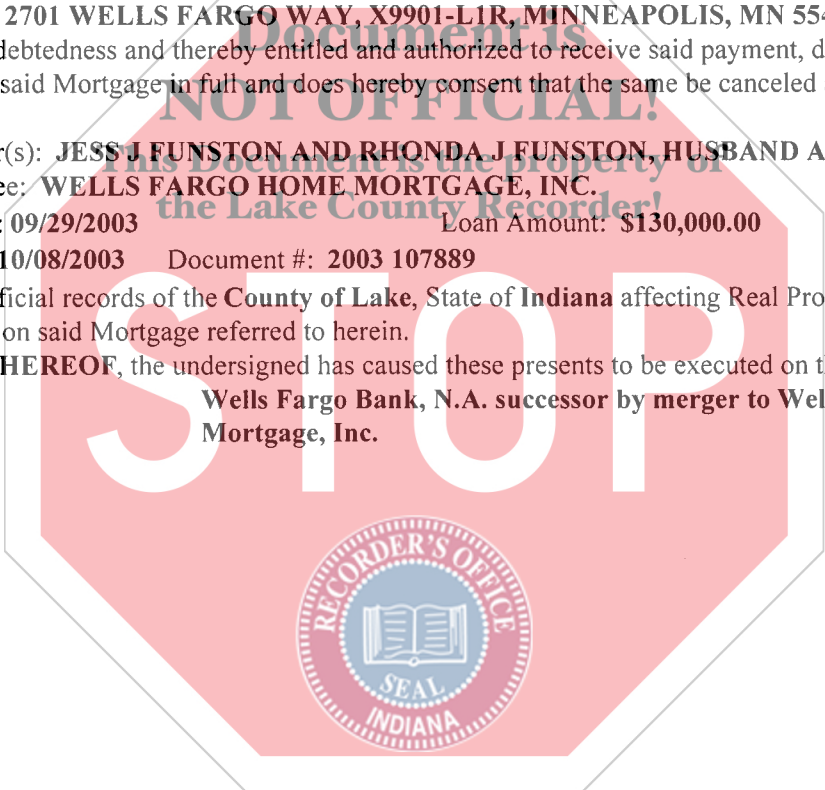 2701 WELLS FARGO WAY, X9901-L1R, MINNEAPOLIS, MN 554
Document is
debtedness and thereby entitled and authorized to receive said payment, d
said Mortgage in full and does hereby consent that the same be canceled
NOT OFFICIAL!
r(s): JESS J FUNSTON AND RHONDA J FUNSTON, HUSBAND A
This Document is the property of
ee: WELLS FARGO HOME MORTGAGE, INC.
the Lake County Recorder!
: 09/29/2003 Loan Amount: $130,000.00
10/08/2003 Document #: 2003 107889
ficial records of the County of Lake, State of Indiana affecting Real Pro
on said Mortgage referred to herein.
HEREOF, the undersigned has caused these presents to be executed on t
Wells Fargo Bank, N.A. successor by merger to Wel
Mortgage, Inc.
STOP
RECORDER'S OFFICE
SEAL
INDIANA